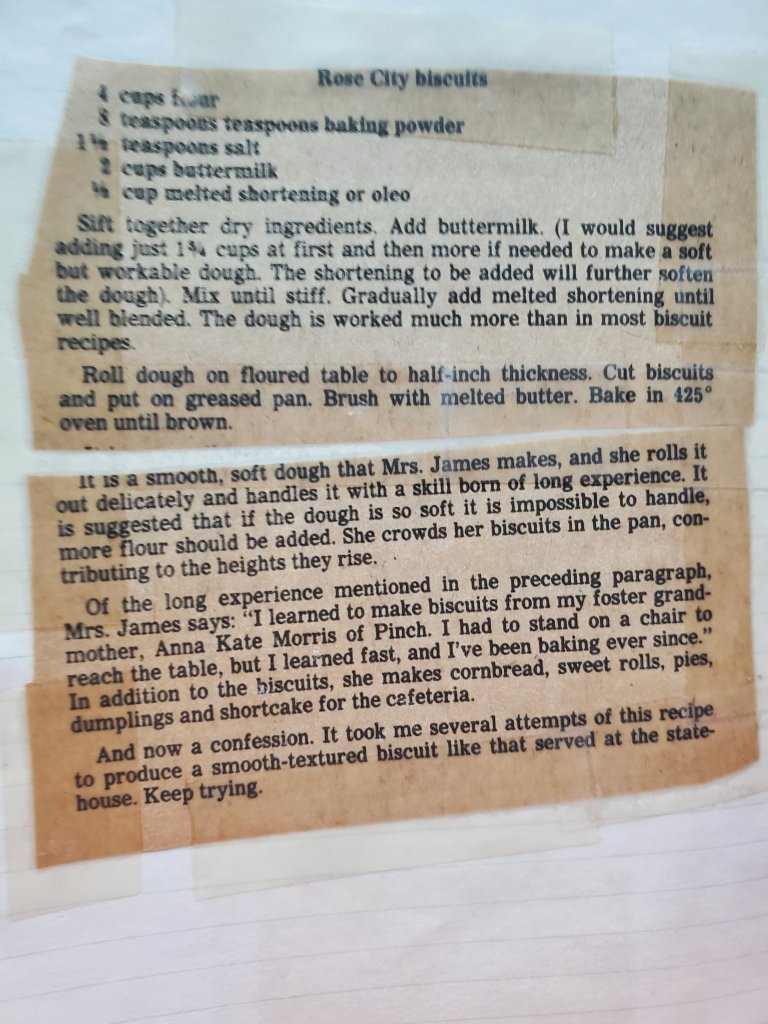 Rose City biscuits
4 cups flour
8 teaspoons teaspoons baking powder
1½ teaspoons salt
2 cups buttermilk
cup melted shortening or oleo
Sift together dry ingredients. Add buttermilk. (I would suggest
adding just 1¾ cups at first and then more if needed to make a soft
but workable dough. The shortening to be added will further soften
the dough). Mix until stiff. Gradually add melted shortening until
well blended. The dough is worked much more than in most biscuit
recipes.
Roll dough on floured table to half-inch thickness. Cut biscuits
and put on greased pan. Brush with melted butter. Bake in 425°
oven until brown.
It is a smooth, soft dough that Mrs. James makes, and she rolls it
out delicately and handles it with a skill born of long experience. It
is suggested that if the dough is so soft it is impossible to handle,
more flour should be added. She crowds her biscuits in the pan, con-
tributing to the heights they rise.
Of the long experience mentioned in the preceding paragraph,
Mrs. James says: "I learned to make biscuits from my foster grand-
mother, Anna Kate Morris of Pinch. I had to stand on a chair to
reach the table, but I learned fast, and I've been baking ever since."
In addition to the biscuits, she makes cornbread, sweet rolls, pies,
dumplings and shortcake for the cafeteria.
And now a confession. It took me several attempts of this recipe
to produce a smooth-textured biscuit like that served at the state-
house. Keep trying.